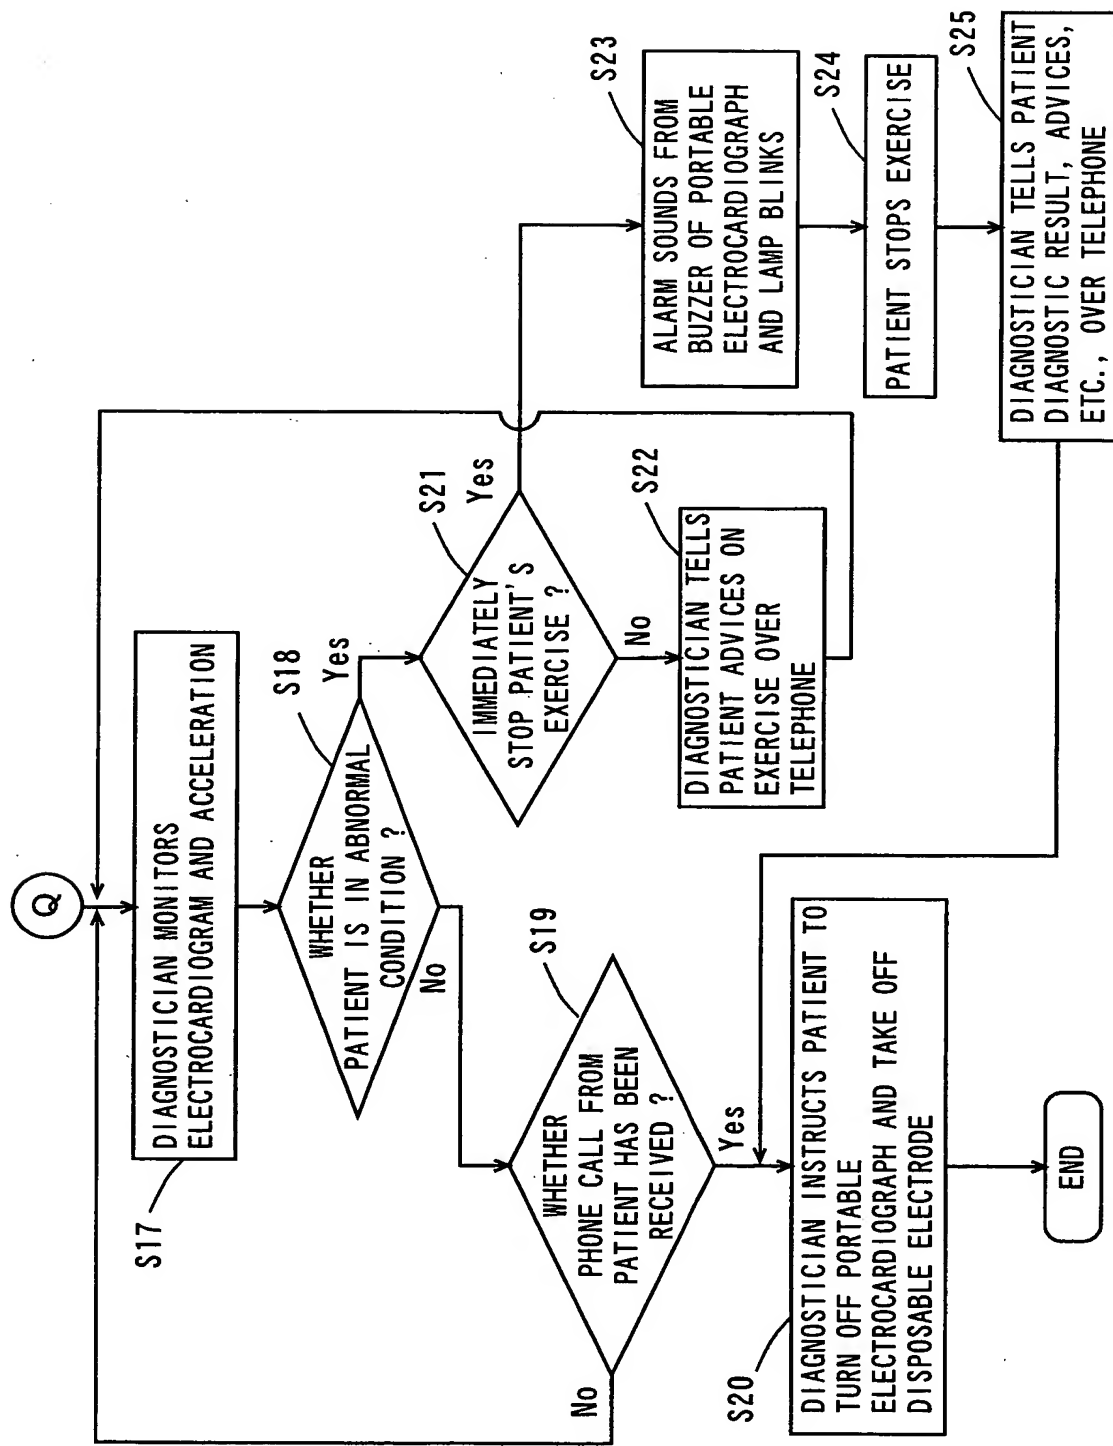 Q
S17
DIAGNOSTICIAN MONITORS
ELECTROCARDIOGRAM AND ACCELERATION
S18
WHETHER
PATIENT IS IN ABNORMAL
CONDITION ?
Yes
No
S19
WHETHER
PHONE CALL FROM
PATIENT HAS BEEN
RECEIVED ?
No
Yes
S20
DIAGNOSTICIAN INSTRUCTS PATIENT TO
TURN OFF PORTABLE
ELECTROCARDIOGRAPH AND TAKE OFF
DISPOSABLE ELECTRODE
END
S21
IMMEDIATELY
STOP PATIENT'S
EXERCISE ?
Yes
No
S22
DIAGNOSTICIAN TELLS
PATIENT ADVICES ON
EXERCISE OVER
TELEPHONE
S23
ALARM SOUNDS FROM
BUZZER OF PORTABLE
ELECTROCARDIOGRAPH
AND LAMP BLINKS
S24
PATIENT STOPS EXERCISE
S25
DIAGNOSTICIAN TELLS PATIENT
DIAGNOSTIC RESULT, ADVICES,
ETC., OVER TELEPHONE